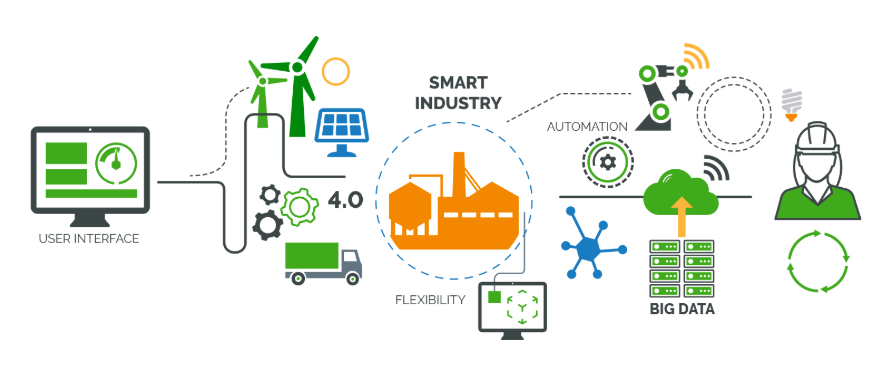 SMART
INDUSTRY
AUTOMATION
4.0
USER INTERFACE
FLEXIBILITY
BIG DATA